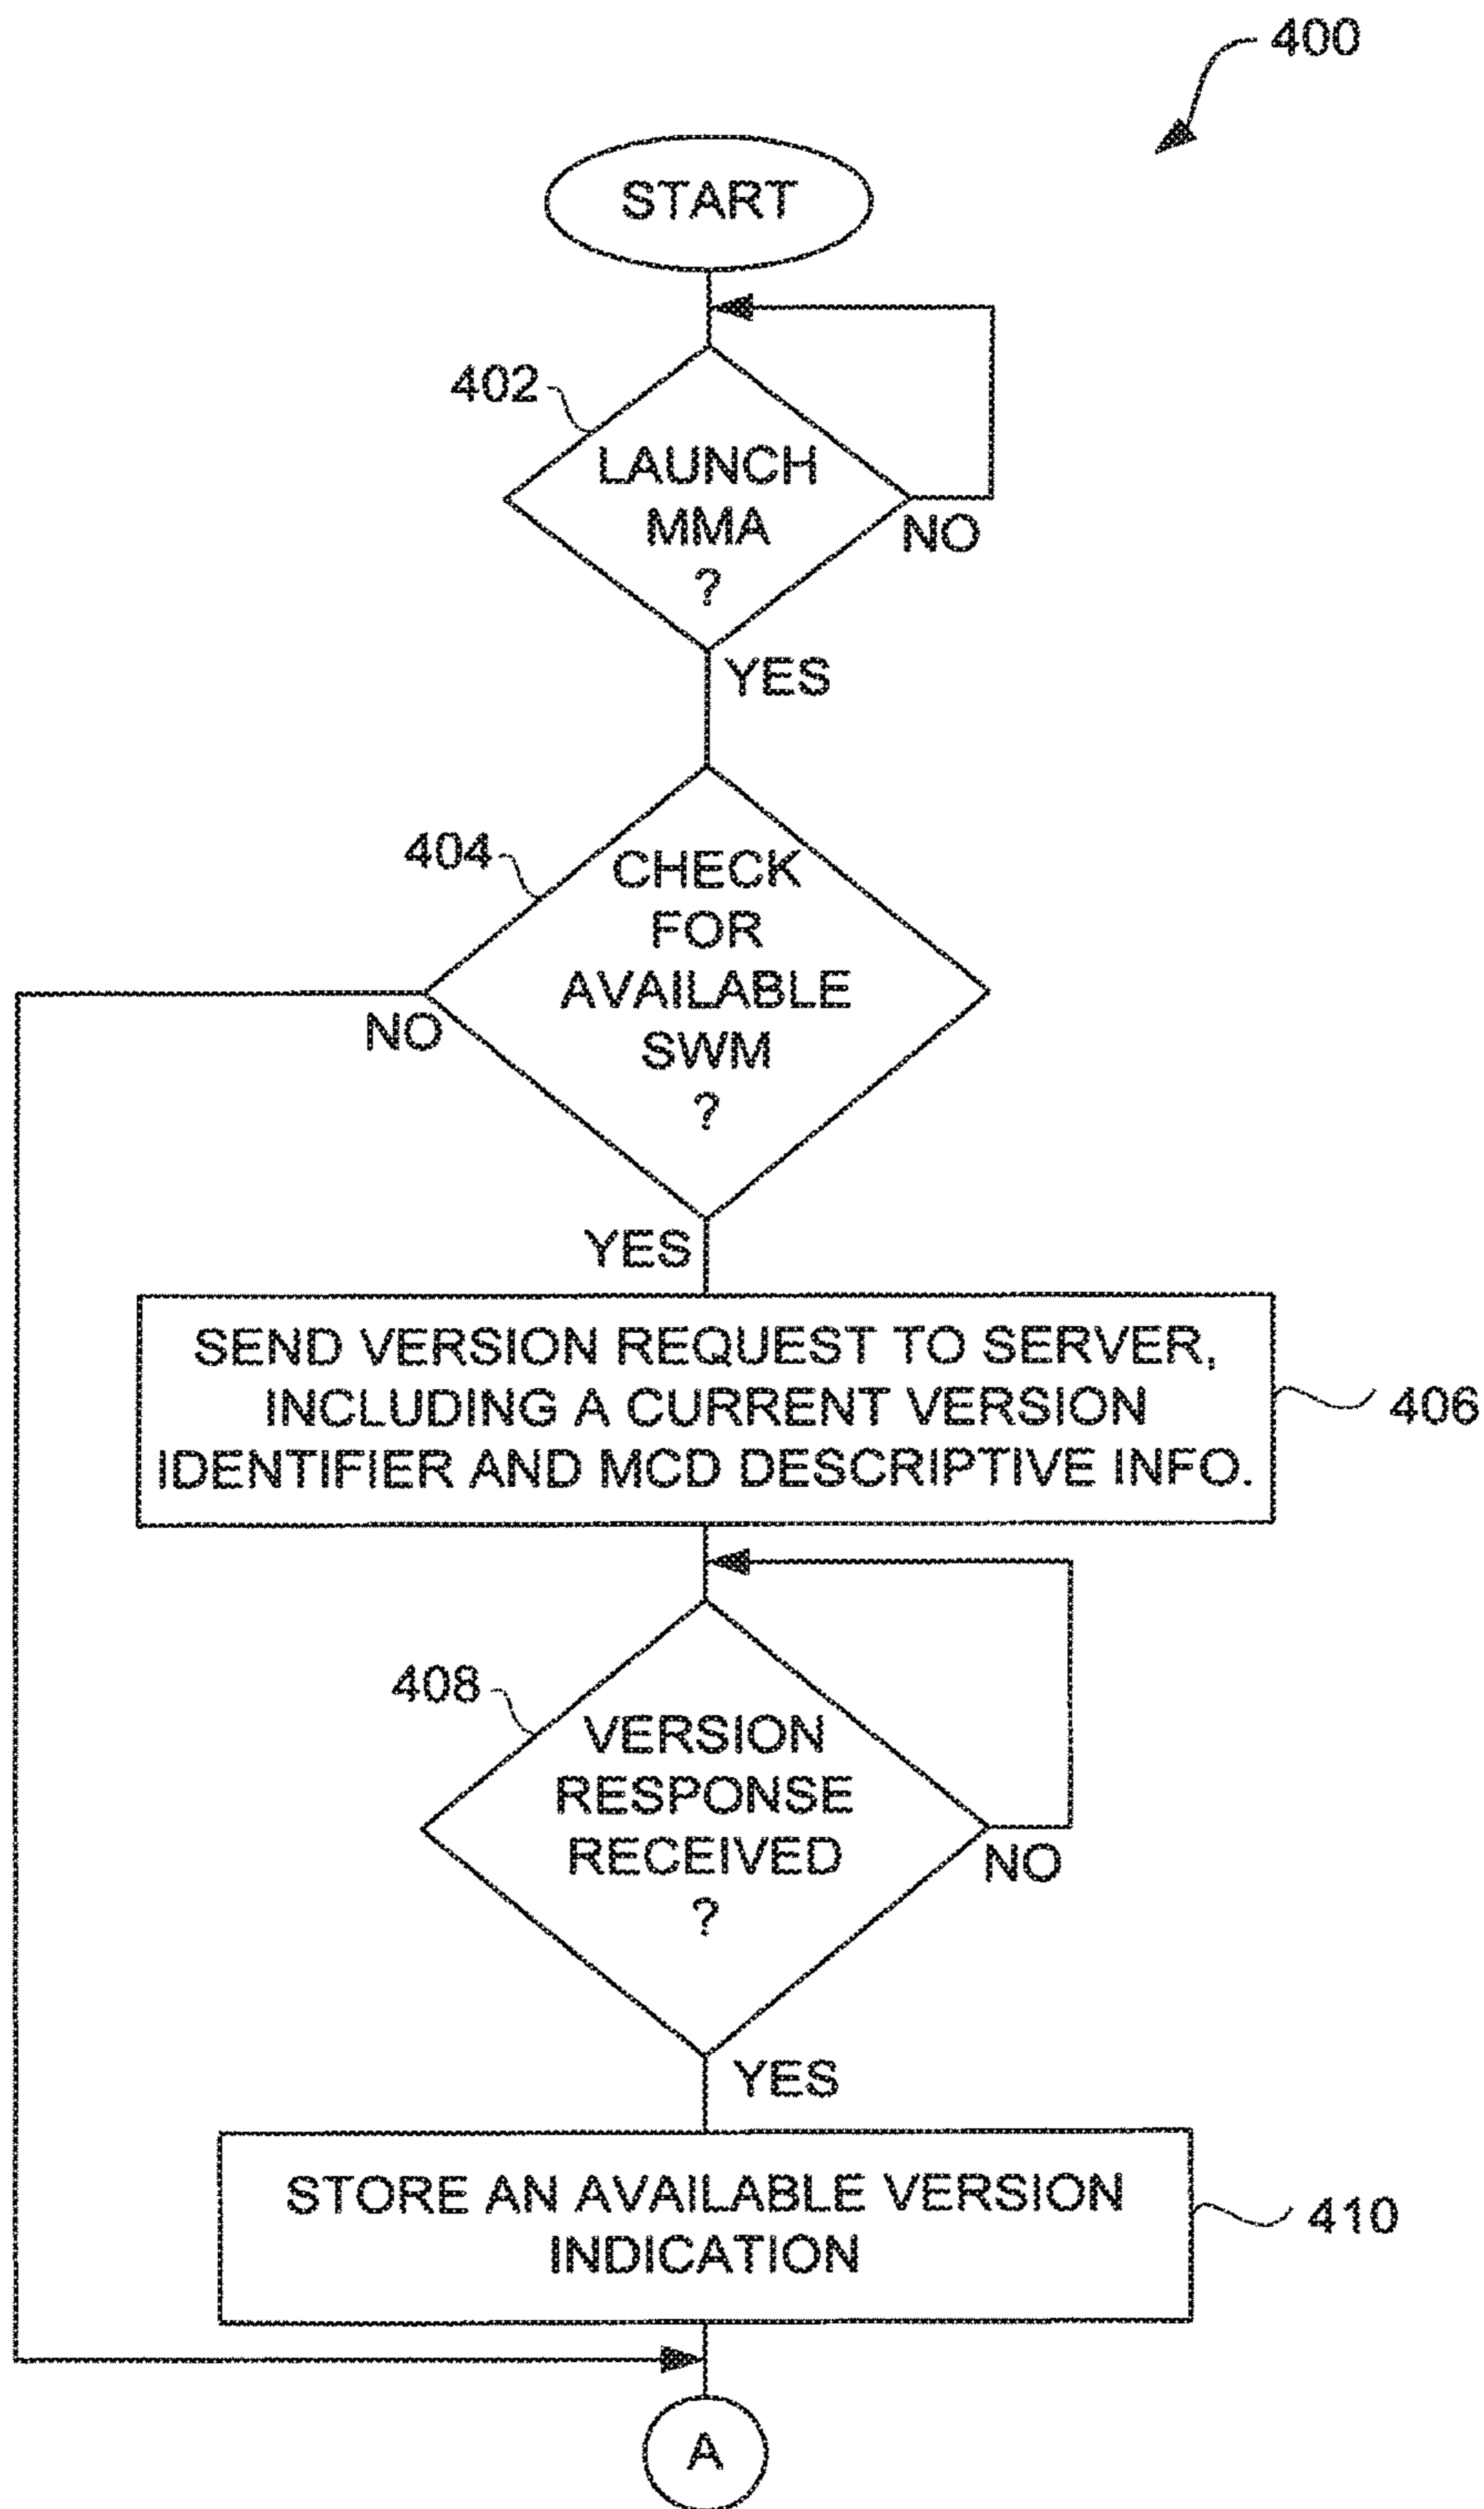 400
START
402
LAUNCH
MMA
?
NO
YES
404
CHECK
FOR
AVAILABLE
SWM
?
NO
YES
SEND VERSION REQUEST TO SERVER,
INCLUDING A CURRENT VERSION
IDENTIFIER AND MCD DESCRIPTIVE INFO.
406
408
VERSION
RESPONSE
RECEIVED
?
NO
YES
STORE AN AVAILABLE VERSION
INDICATION
410
A